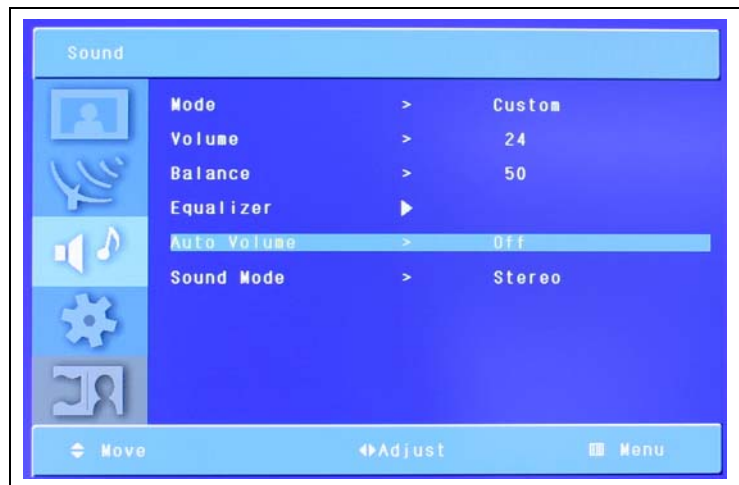 Sound
Mode > Custom
Volume > 24
Balance > 50
Equalizer ▶
Auto Volume > Off
Sound Mode > Stereo
Move Adjust Menu